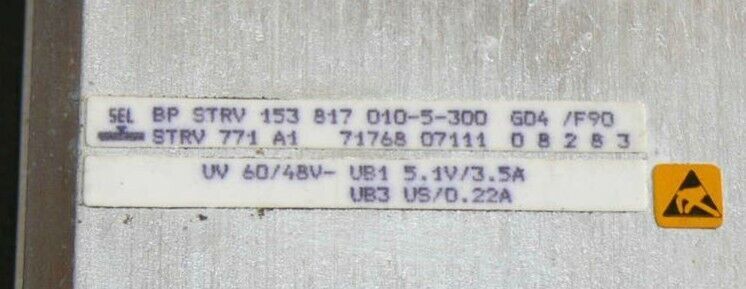 SEL BP STRV 153 817 010-5-300 G04 /F90
STRV 771 A1 71768 07111 0 8 2 8 3
UV 60/48V- UB1 5.1V/3.5A
UB3 US/0.22A